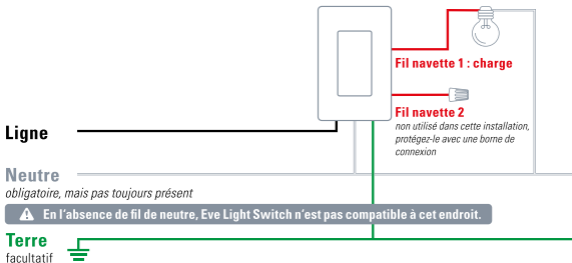 Fil navette 1 : charge
Fil navette 2
non utilisé dans cette installation,
protégez-le avec une borne de
connexion
Ligne
Neutre
obligatoire, mais pas toujours présent
En l’absence de fil de neutre, Eve Light Switch n’est pas compatible à cet endroit.
Terre
facultatif